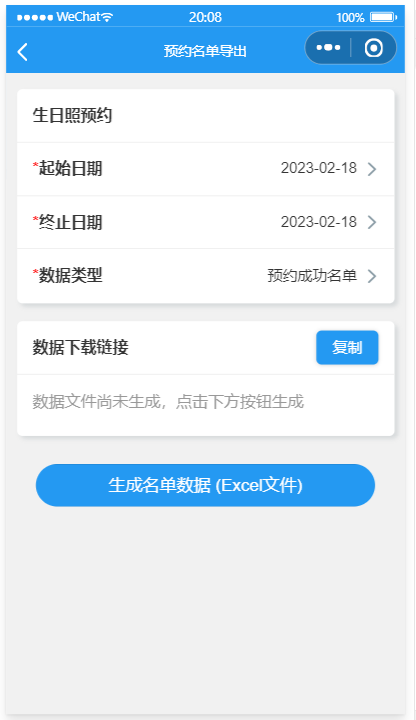 WeChat 20:08 100%
预约名单导出
生日照预约
*起始日期 2023-02-18
*终止日期 2023-02-18
*数据类型 预约成功名单
数据下载链接 复制
数据文件尚未生成，点击下方按钮生成
生成名单数据 (Excel文件)